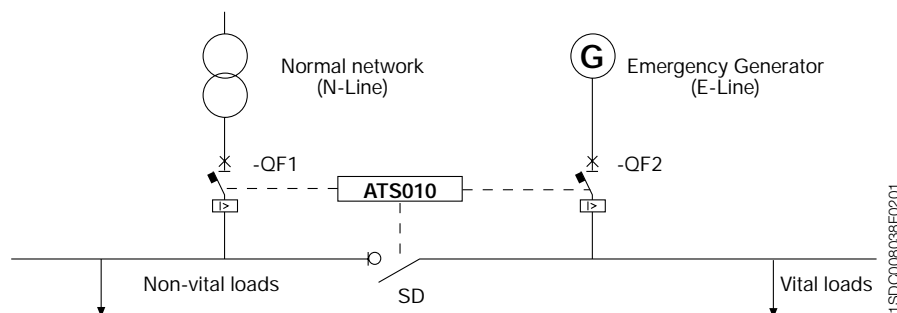 Normal network
(N-Line)
G
Emergency Generator
(E-Line)
-QF1
-QF2
ATS010
I>
I>
Non-vital loads
SD
Vital loads
1SDC008038F0201